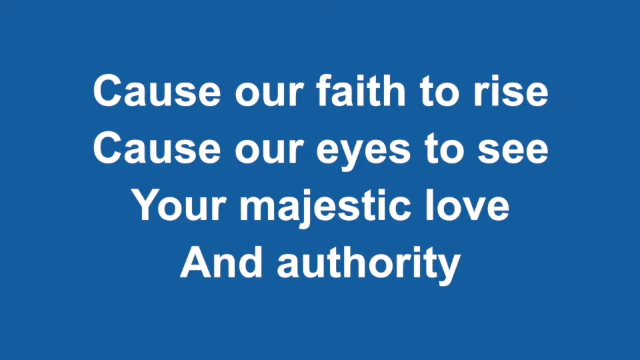 Cause our faith to rise
Cause our eyes to see
Your majestic love
And authority